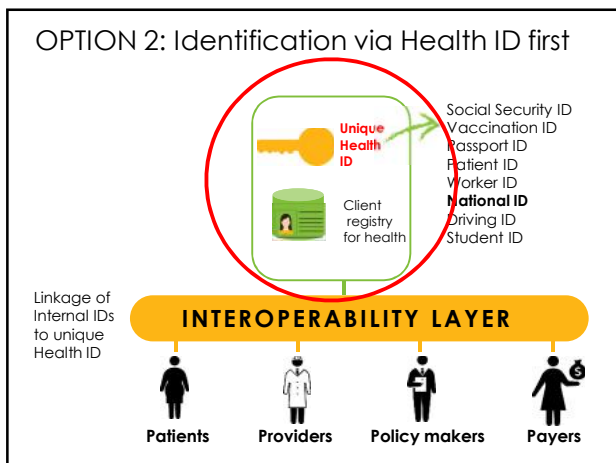 OPTION 2: Identification via Health ID first
Unique
Health
ID
Client
registry
for health
Social Security ID
Vaccination ID
Passport ID
Patient ID
Worker ID
National ID
Driving ID
Student ID
Linkage of
Internal IDs
to unique
Health ID
INTEROPERABILITY LAYER
$
Patients
Providers
Policy makers
Payers